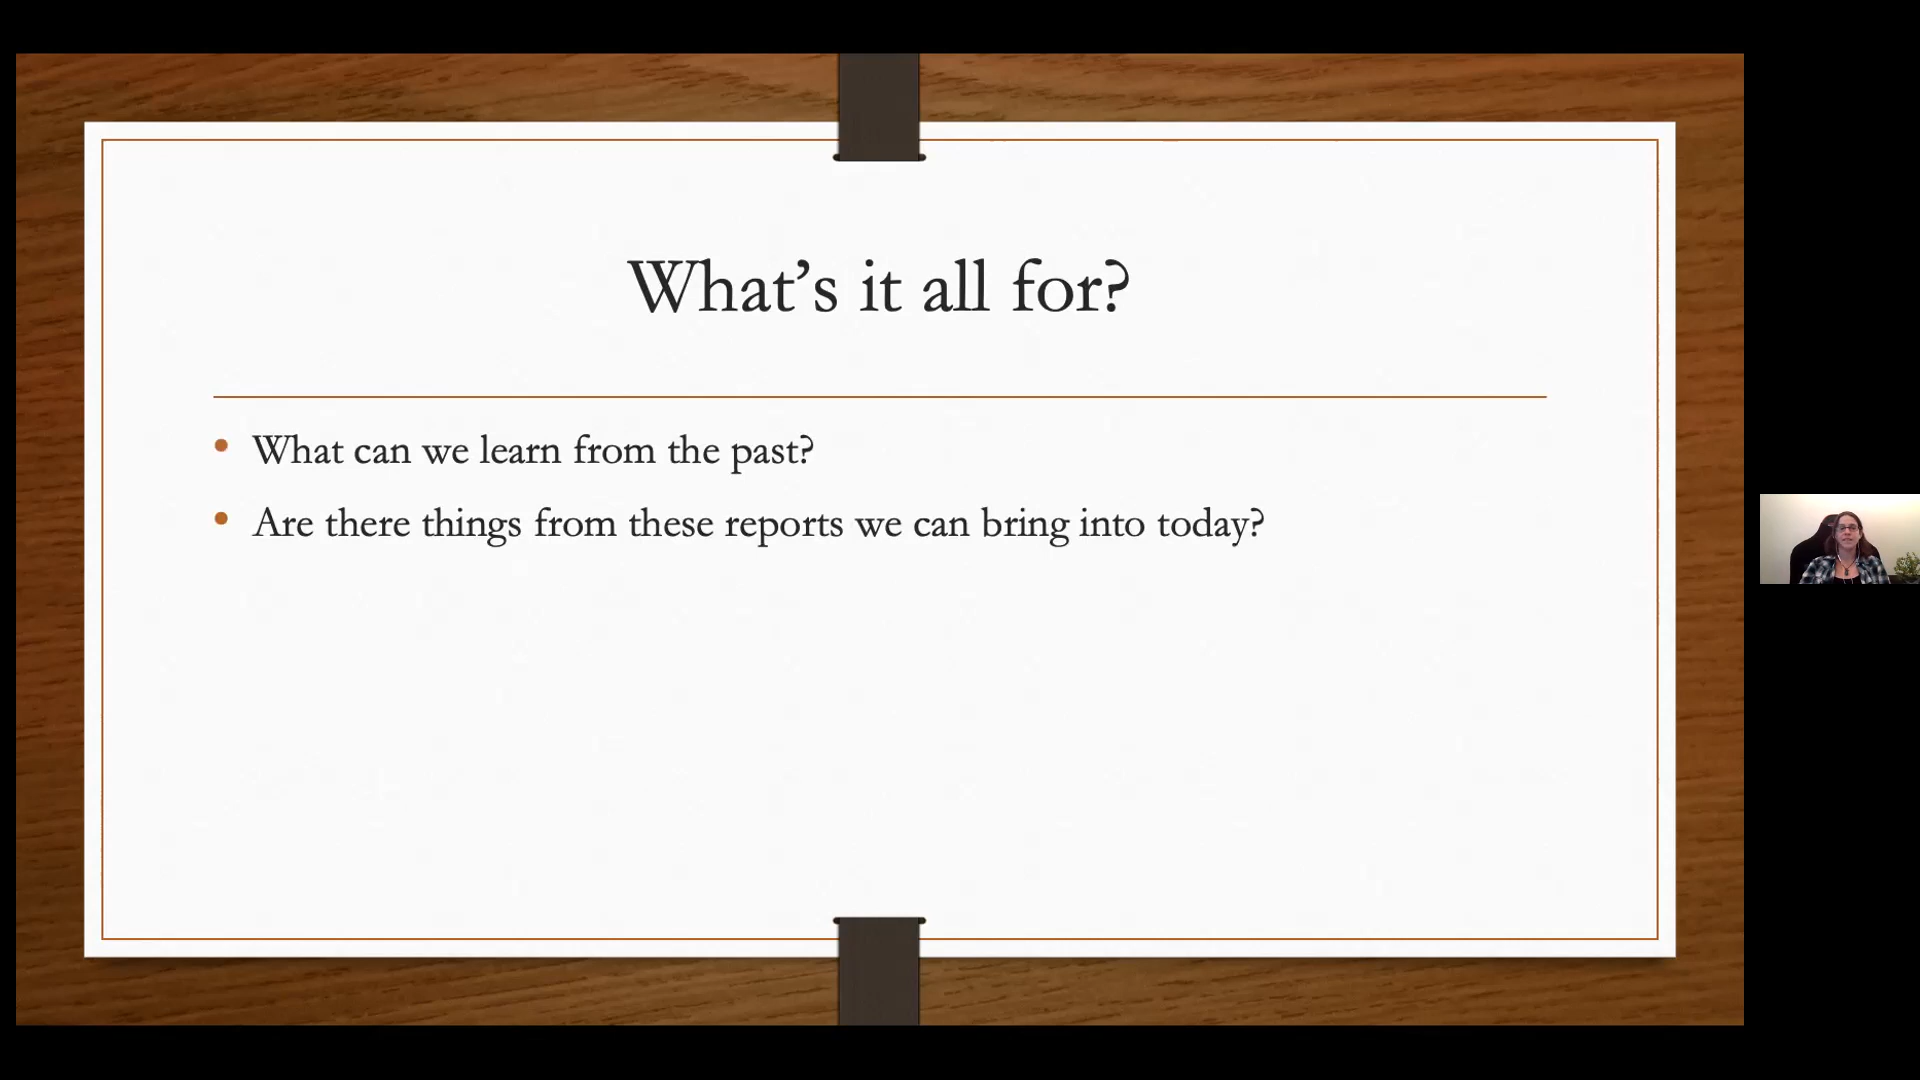 What’s it all for?
• What can we learn from the past?
• Are there things from these reports we can bring into today?